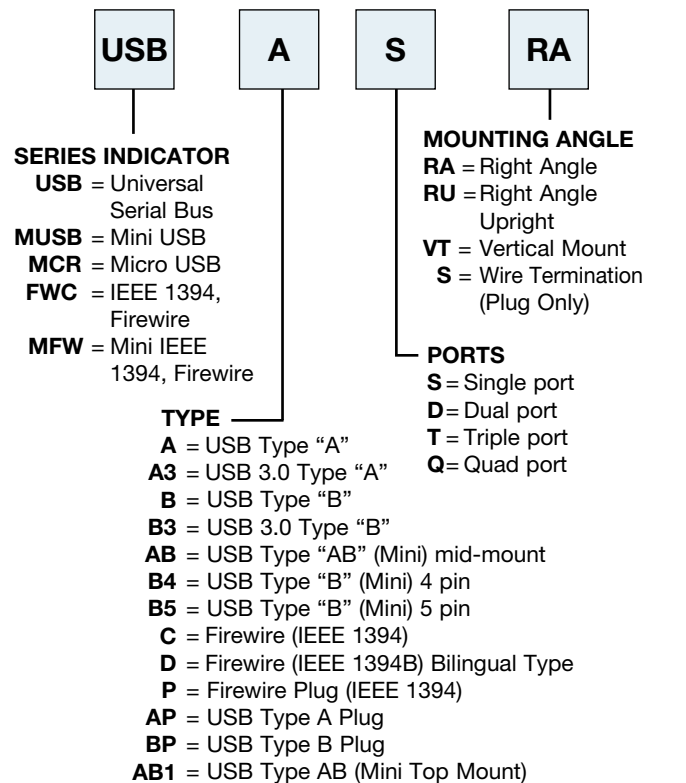 USB A S RA
SERIES INDICATOR
USB = Universal
Serial Bus
MUSB = Mini USB
MCR = Micro USB
FWC = IEEE 1394,
Firewire
MFW = Mini IEEE
1394, Firewire
MOUNTING ANGLE
RA = Right Angle
RU = Right Angle
Upright
VT = Vertical Mount
S = Wire Termination
(Plug Only)
PORTS
S = Single port
D = Dual port
T = Triple port
Q = Quad port
TYPE
A = USB Type “A”
A3 = USB 3.0 Type “A”
B = USB Type “B”
B3 = USB 3.0 Type “B”
AB = USB Type “AB” (Mini) mid-mount
B4 = USB Type “B” (Mini) 4 pin
B5 = USB Type “B” (Mini) 5 pin
C = Firewire (IEEE 1394)
D = Firewire (IEEE 1394B) Bilingual Type
P = Firewire Plug (IEEE 1394)
AP = USB Type A Plug
BP = USB Type B Plug
AB1 = USB Type AB (Mini Top Mount)